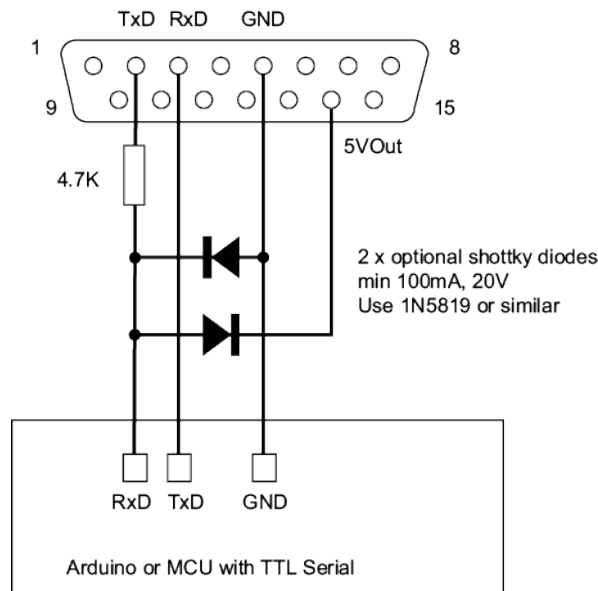 TxD RxD GND
1
8
9
15
5VOut
4.7K
2 x optional shottky diodes
min 100mA, 20V
Use 1N5819 or similar
RxD TxD GND
Arduino or MCU with TTL Serial